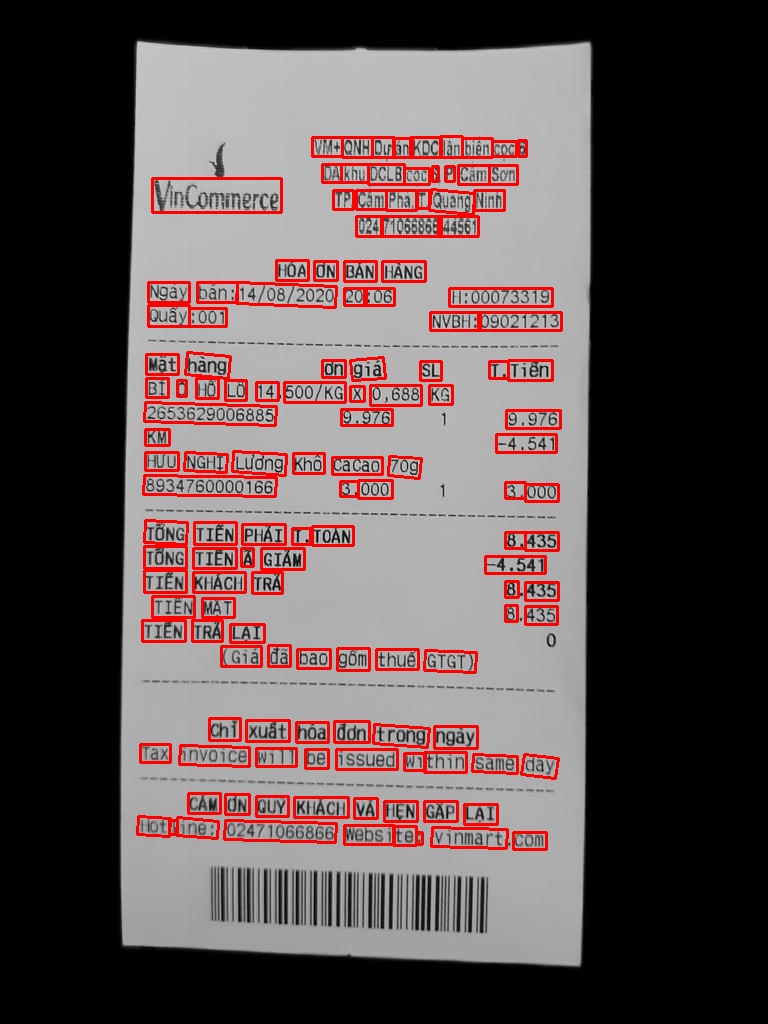 VinCommerce
VM+ QNH Dự án KDC lấn biển cọc 6
DA khu DCLB cọc 6, P. Cẩm Sơn
TP. Cẩm Phả, T. Quảng Ninh
024 71066866 44561
HÓA ĐƠN BÁN HÀNG
Ngày bán: 14/08/2020 20:06 HĐ:00073319
Quầy:001 NVBH:09021213
Mặt hàng Đơn giá SL T.Tiền
BÍ ĐỎ HỒ LÔ 14,500/KG X 0,688 KG
2653629006885 9.976 1 9.976
KM -4.541
HỮU NGHỊ Lương Khô CaCao 70g
8934760000166 3.000 1 3.000
TỔNG TIỀN PHẢI T.TOÁN 8.435
TỔNG TIỀN ĐÃ GIẢM -4.541
TIỀN KHÁCH TRẢ 8.435
TIỀN MẶT 8.435
TIỀN TRẢ LẠI 0
(Giá đã bao gồm thuế GTGT)
Chỉ xuất hóa đơn trong ngày
Tax invoice will be issued within same day
CẢM ƠN QUÝ KHÁCH VÀ HẸN GẶP LẠI
Hotline: 02471066866 Website: vinmart.com